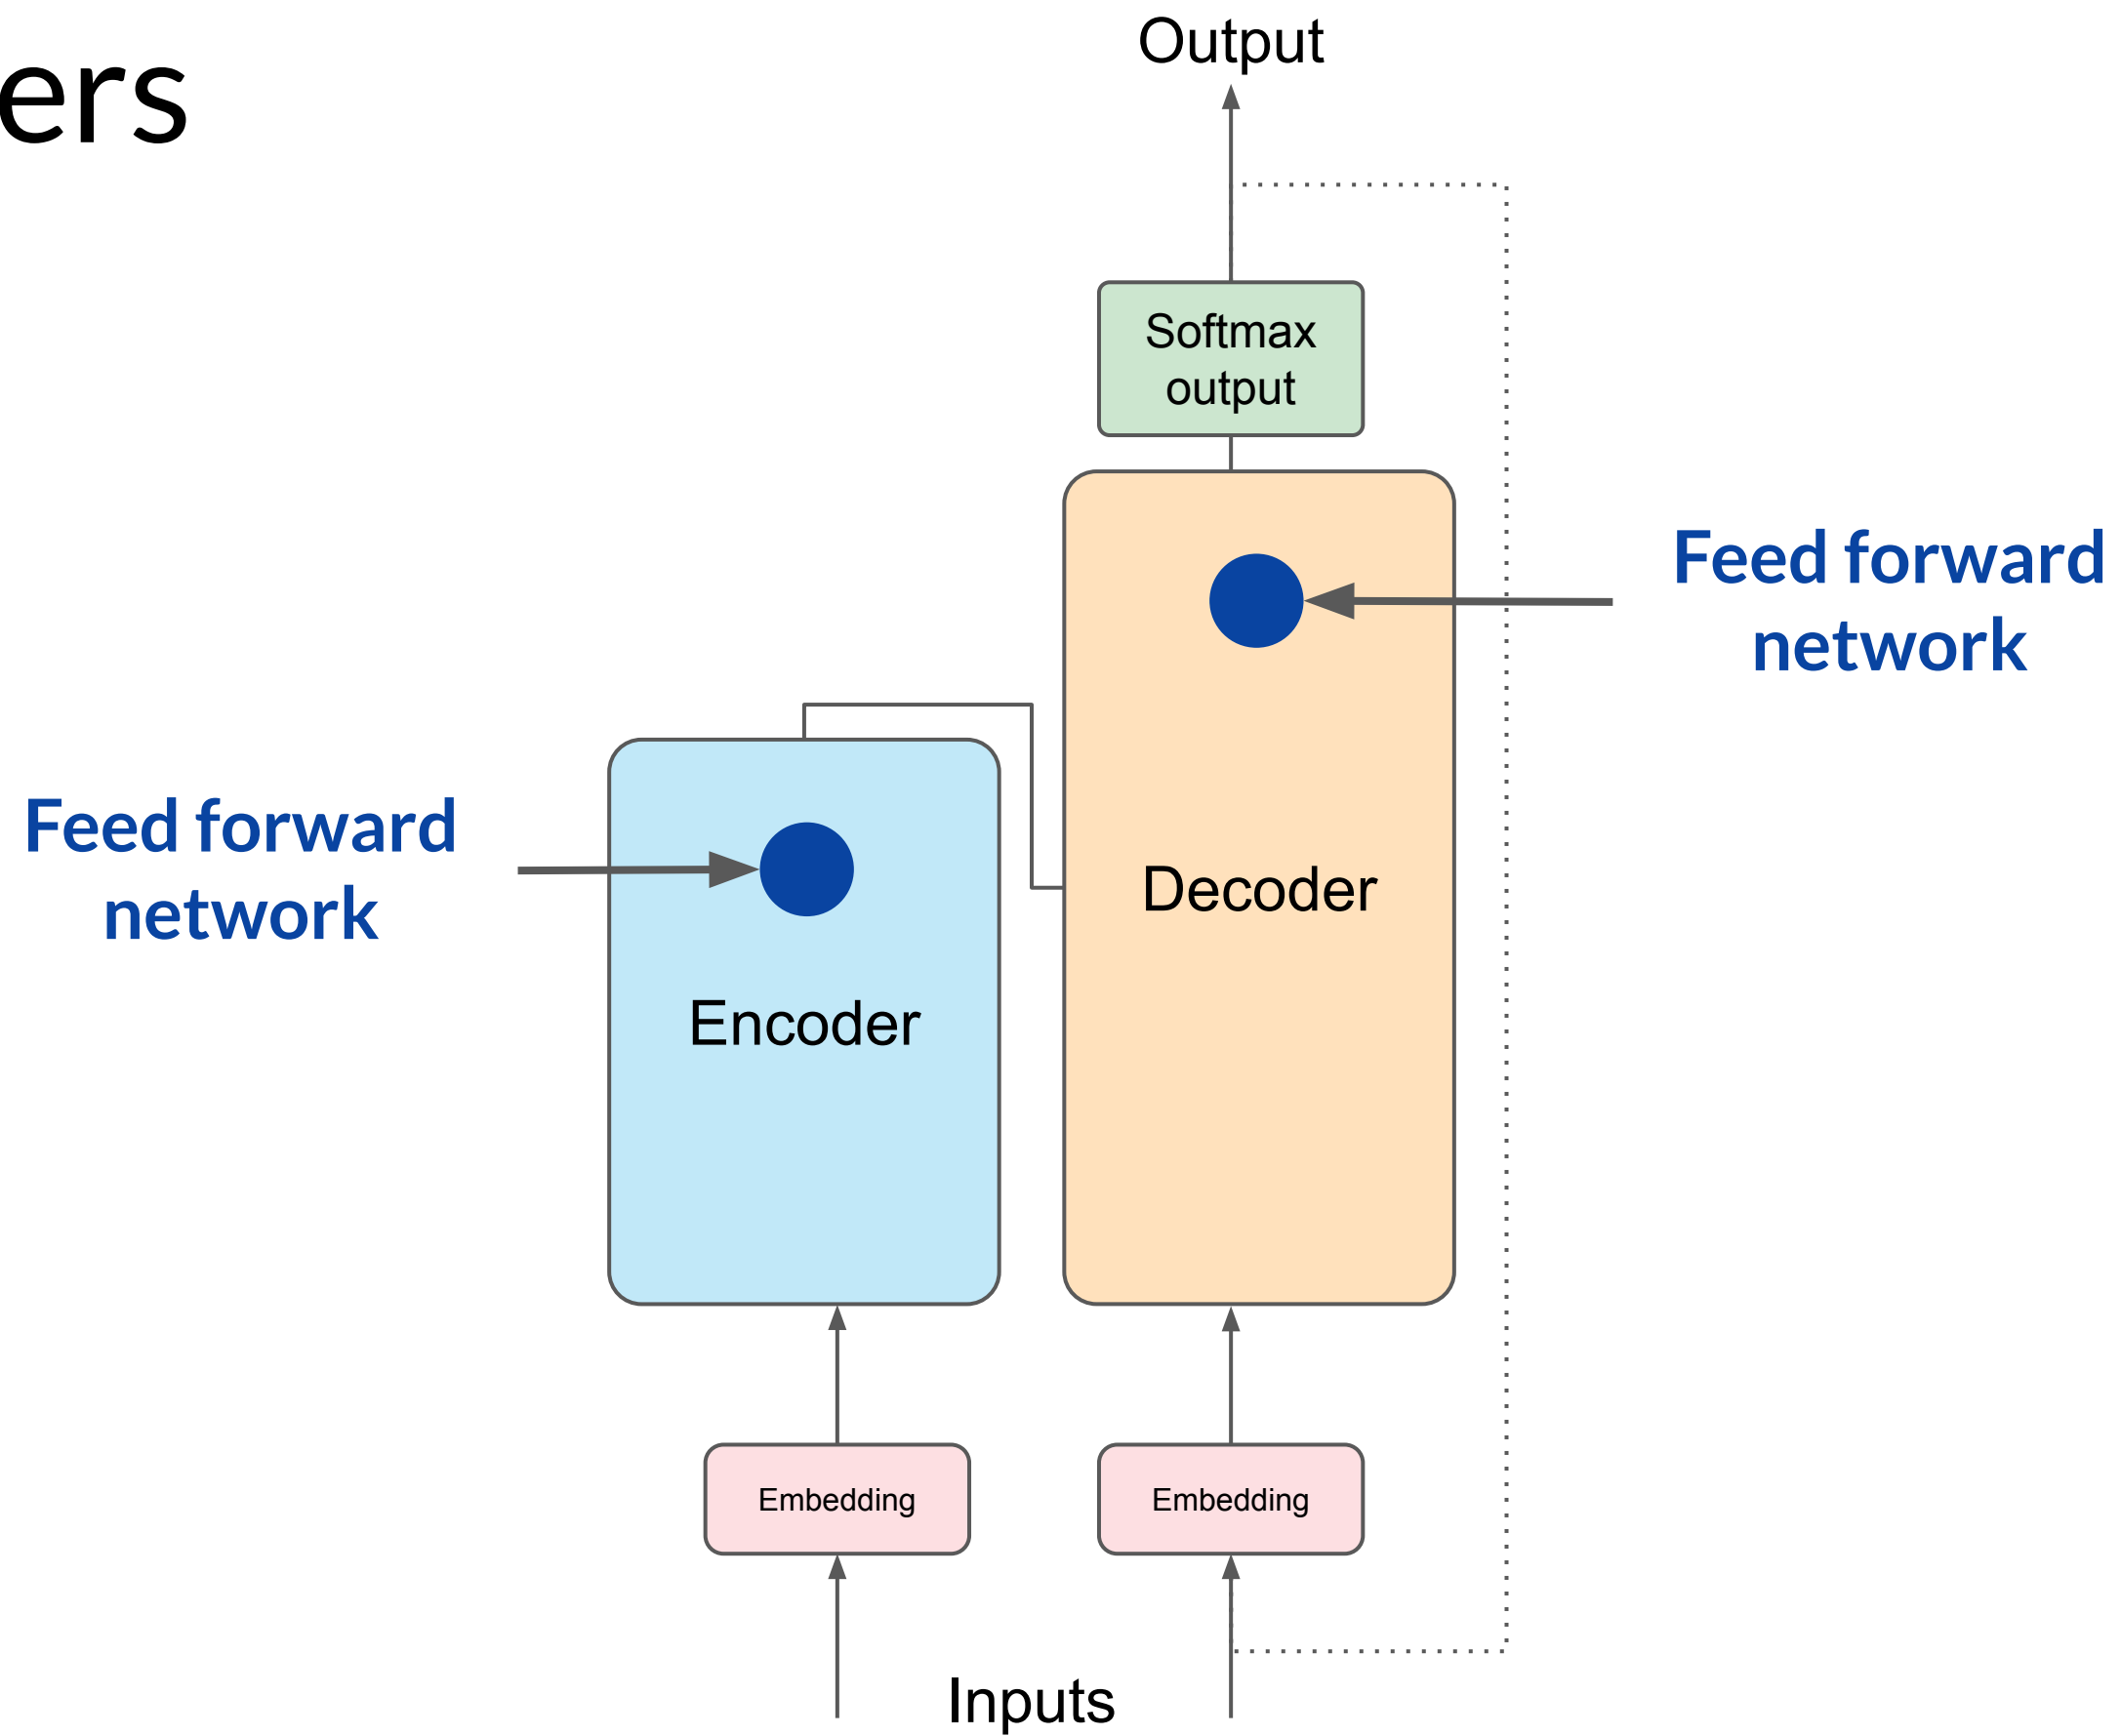 ers
Output
Softmax
output
Feed forward
network
Feed forward
network
Decoder
Encoder
Embedding
Embedding
Inputs